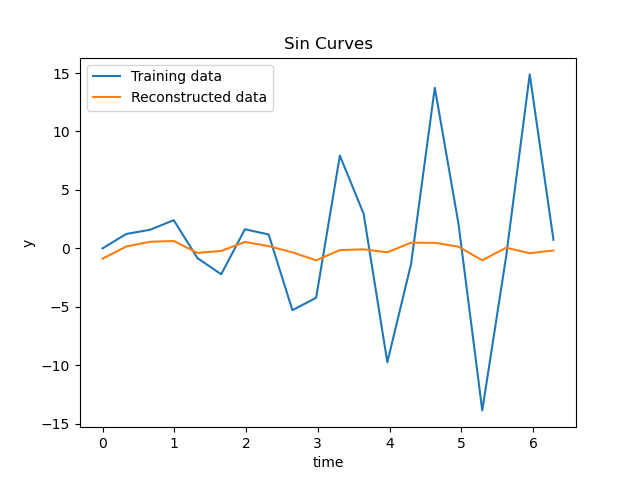 Sin Curves
Training data
Reconstructed data
15
10
5
0
−5
−10
−15
y
0 1 2 3 4 5 6
time